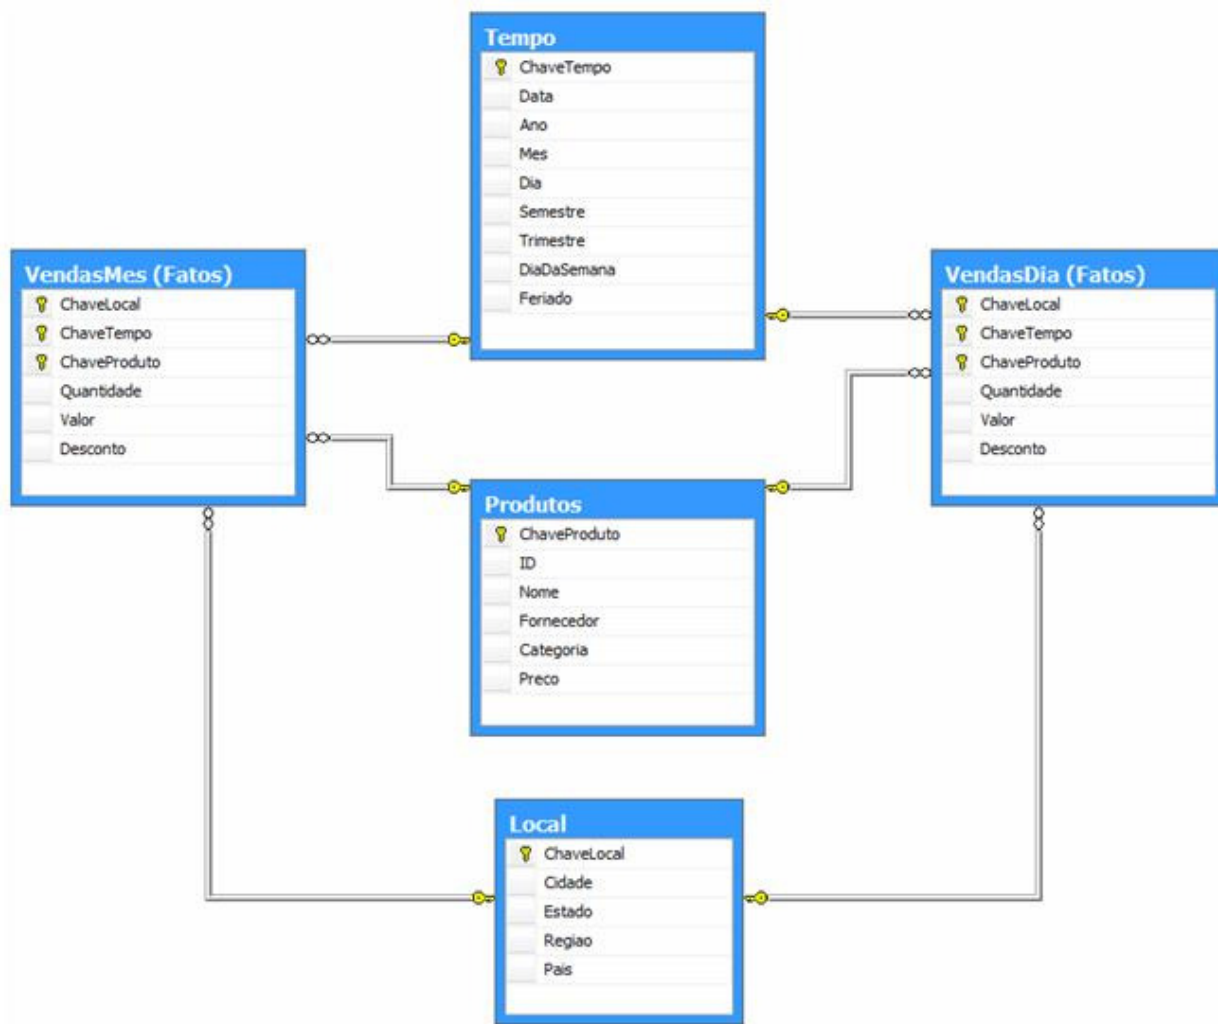 Tempo
ChaveTempo
Data
Ano
Mes
Dia
Semestre
Trimestre
DiaDaSemana
Feriado
VendasMes (Fatos)
ChaveLocal
ChaveTempo
ChaveProduto
Quantidade
Valor
Desconto
VendasDia (Fatos)
ChaveLocal
ChaveTempo
ChaveProduto
Quantidade
Valor
Desconto
Produtos
ChaveProduto
ID
Nome
Fornecedor
Categoria
Preco
Local
ChaveLocal
Cidade
Estado
Regiao
Pais